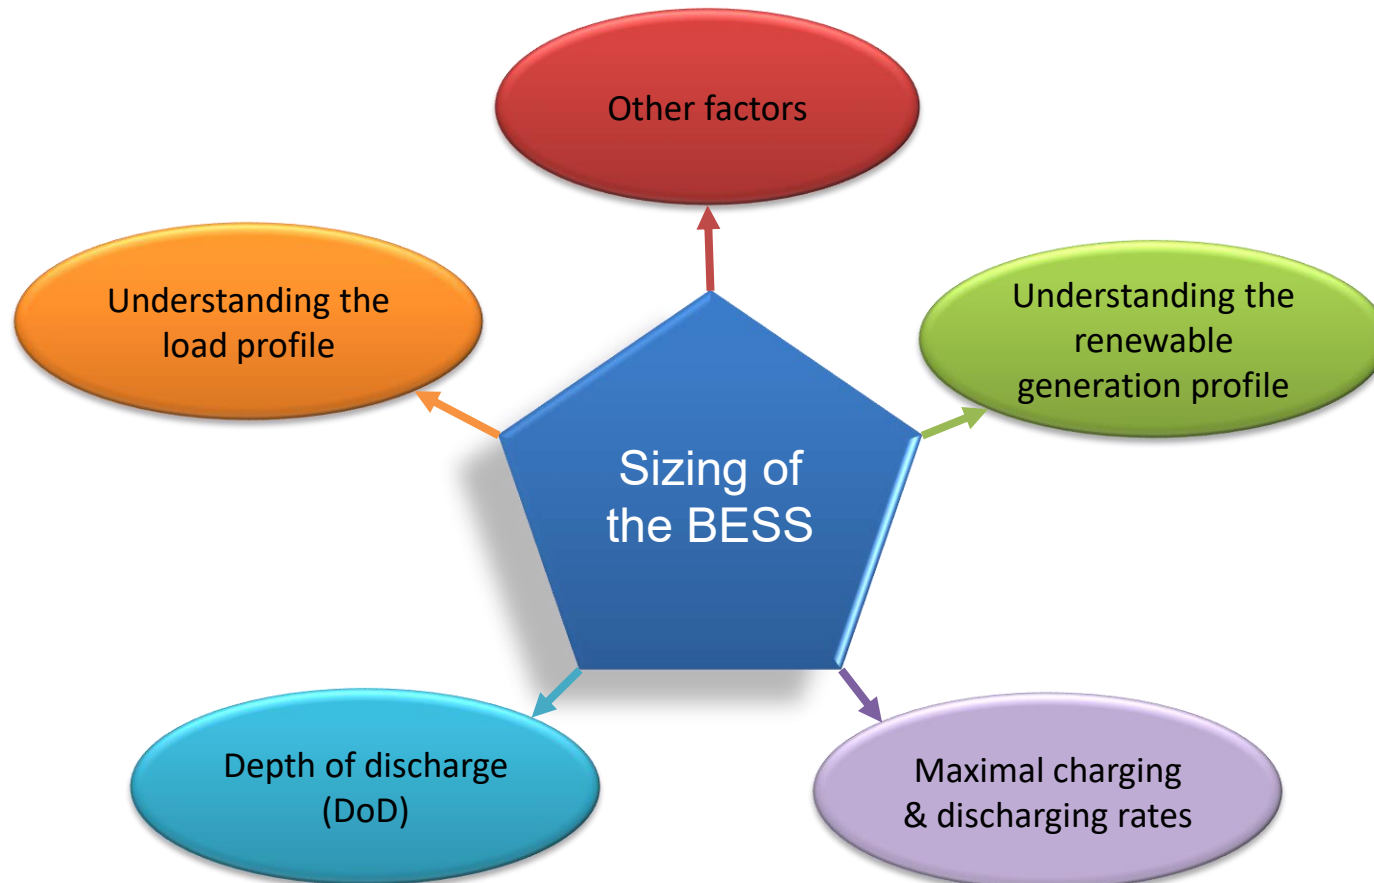 Other factors
Understanding the
load profile
Understanding the
renewable
generation profile
Sizing of
the BESS
Depth of discharge
(DoD)
Maximal charging
& discharging rates